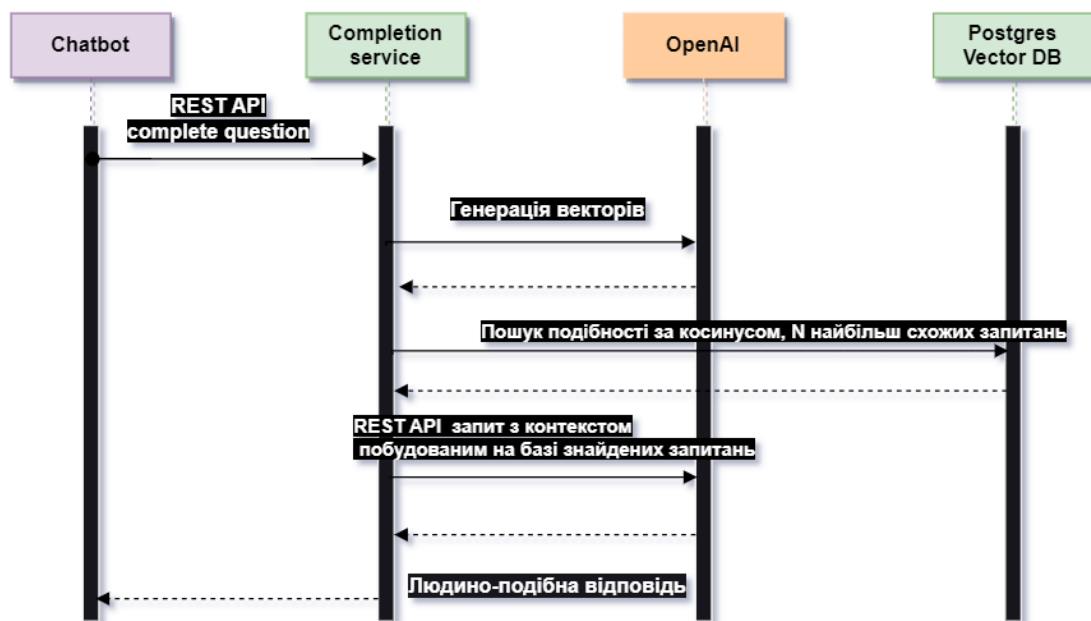 Chatbot
Completion
service
OpenAI
Postgres
Vector DB
REST API
complete question
Генерація векторів
Пошук подібності за косинусом, N найбільш схожих запитань
REST API запит з контекстом
побудованим на базі знайдених запитань
Людино-подібна відповідь